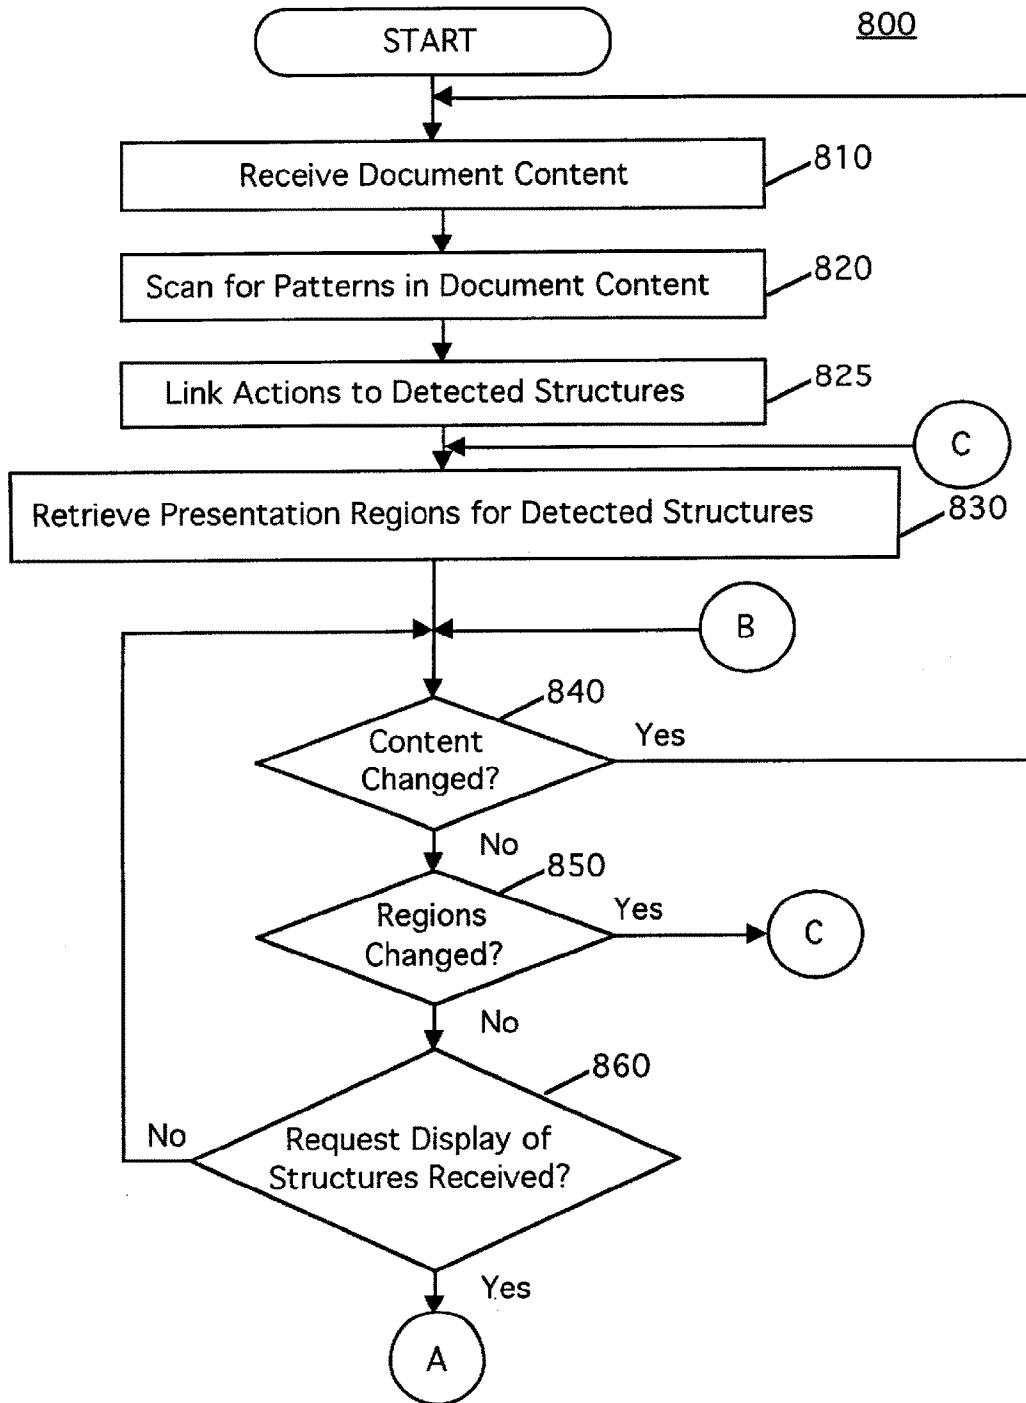 800
START
Receive Document Content
810
Scan for Patterns in Document Content
820
Link Actions to Detected Structures
825
C
Retrieve Presentation Regions for Detected Structures
830
B
840
Content
Changed?
Yes
No
850
Regions
Changed?
Yes
C
No
860
Request Display of
Structures Received?
No
Yes
A